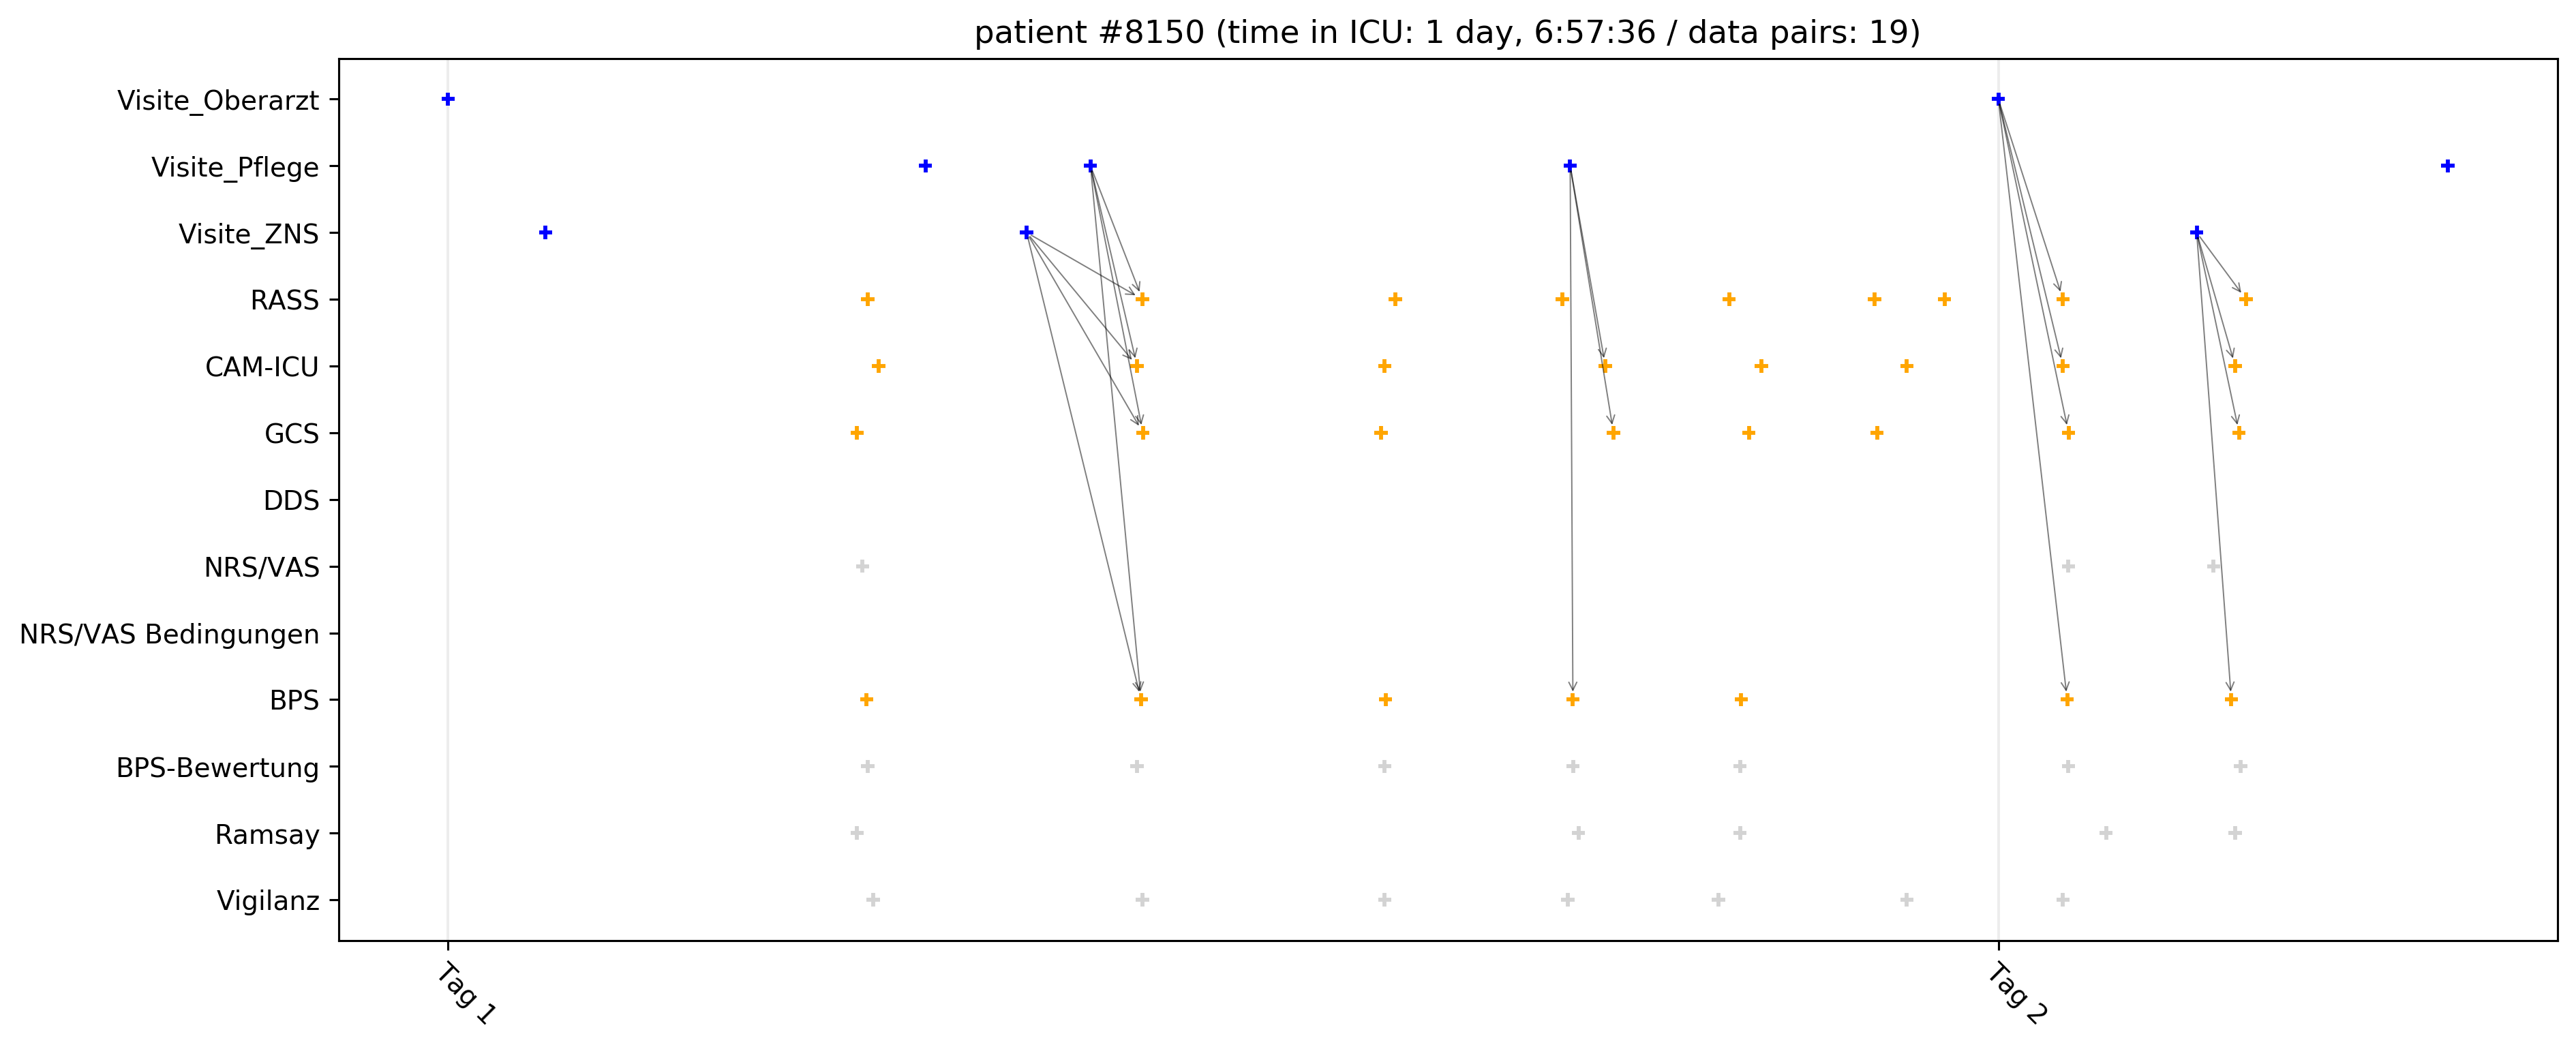 patient #8150 (time in ICU: 1 day, 6:57:36 / data pairs: 19)
Visite_Oberarzt
Visite_Pflege
Visite_ZNS
RASS
CAM-ICU
GCS
DDS
NRS/VAS
NRS/VAS Bedingungen
BPS
BPS-Bewertung
Ramsay
Vigilanz
Tag 1
Tag 2